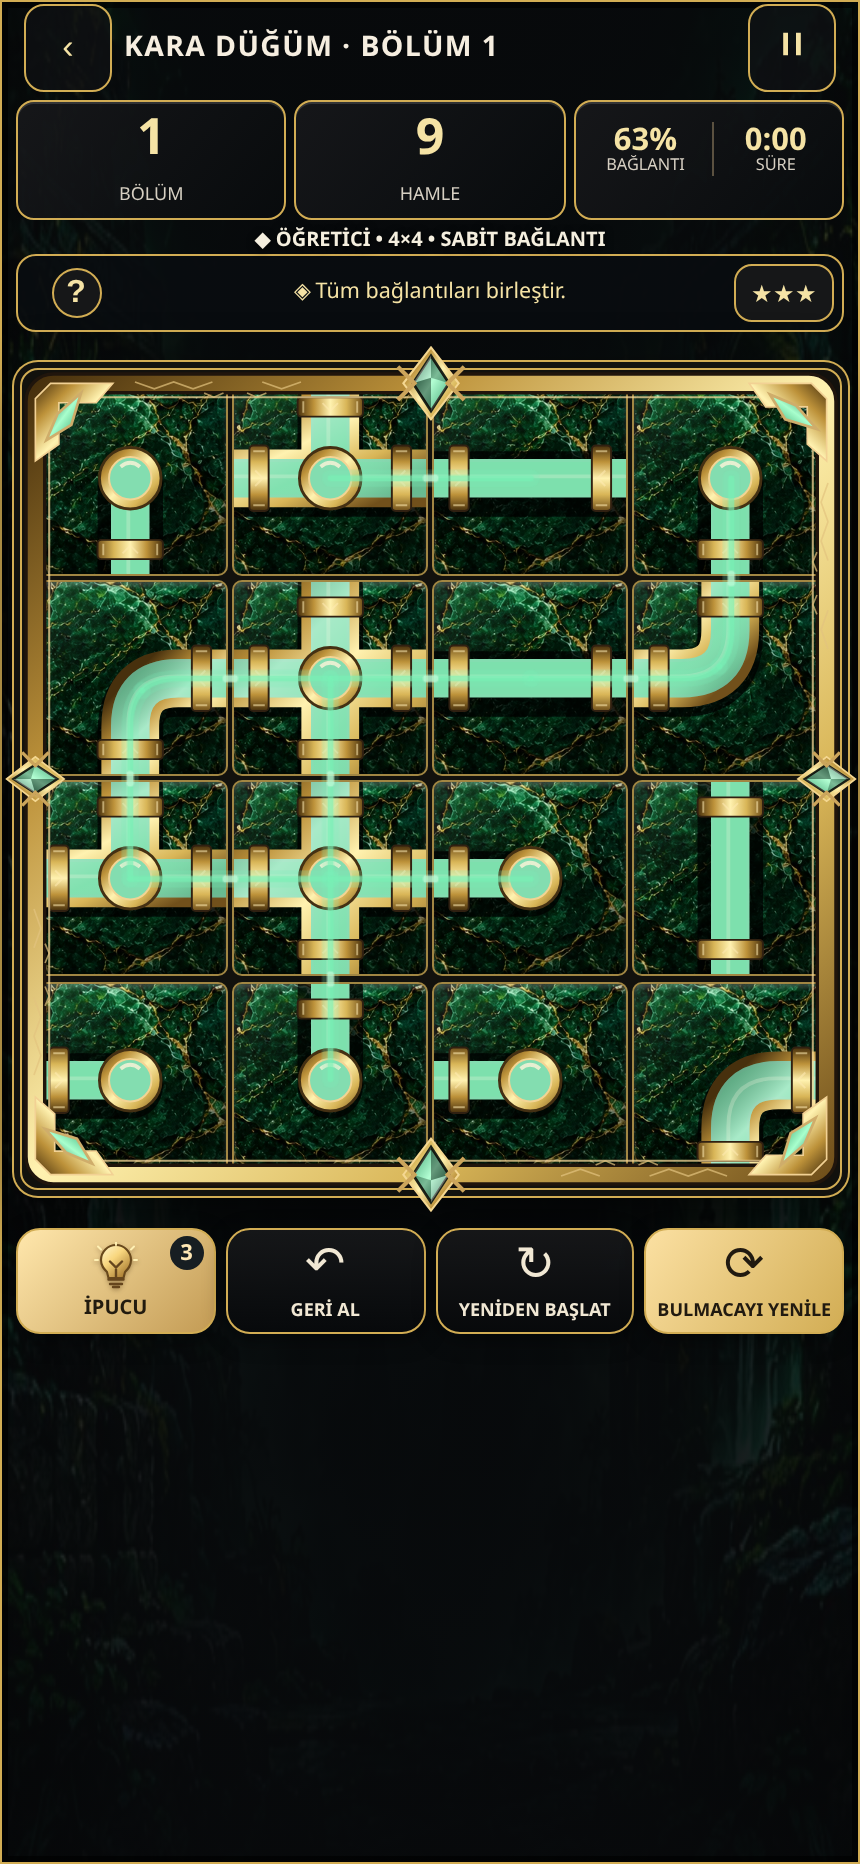 ‹ KARA DÜĞÜM · BÖLÜM 1
1
BÖLÜM
9
HAMLE
63%
BAĞLANTI
0:00
SÜRE
◆ ÖĞRETİCİ • 4×4 • SABİT BAĞLANTI
?
◈ Tüm bağlantıları birleştir.
★★★
3
İPUCU
GERİ AL
YENİDEN BAŞLAT
BULMACAYI YENİLE